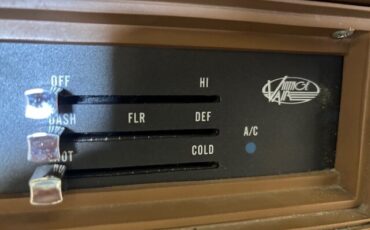 OFF HI
Vintage Air
DASH FLR DEF
A/C
HOT COLD